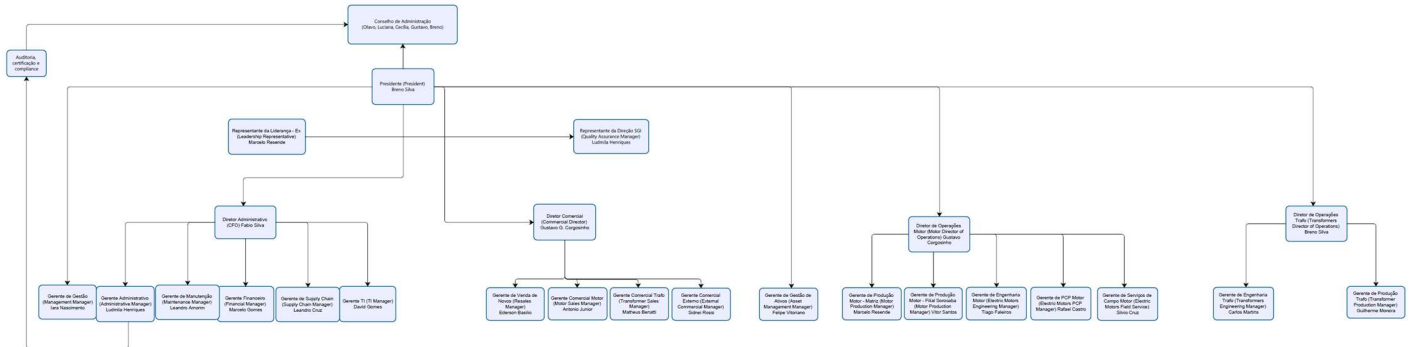 Conselho de Administração
(Olavo, Luciana, Cecília, Gustavo, Breno)
Auditoria,
certificação e
compliance
Presidente (President)
Breno Silva
Representante da Liderança - Ex
(Leadership Representative)
Marcelo Resende
Representante da Direção SGI
(Quality Assurance Manager)
Ludmila Henriques
Diretor Administrativo
(CFO) Fabio Silva
Diretor Comercial
(Commercial Director)
Gustavo G. Corgosinho
Diretor de Operações
Motor (Motor Director of
Operations) Gustavo
Corgosinho
Diretor de Operações
Trafo (Transformers
Director of Operations)
Breno Silva
Gerente de Gestão
(Management Manager)
Iara Nascimento
Gerente Administrativo
(Administrative Manager)
Ludmila Henriques
Gerente de Manutenção
(Maintenance Manager)
Leandro Amorim
Gerente Financeiro
(Financial Manager)
Marcelo Gomes
Gerente de Supply Chain
(Supply Chain Manager)
Leandro Cruz
Gerente TI (TI Manager)
David Gomes
Gerente de Venda de
Novos (Resales
Manager)
Ederson Basilio
Gerente Comercial Motor
(Motor Sales Manager)
Antonio Junior
Gerente Comercial Trafo
(Transformer Sales
Manager)
Matheus Benatti
Gerente Comercial
Externo (External
Commercial Manager)
Sidnei Rossi
Gerente de Gestão de
Ativos (Asset
Management Manager)
Felipe Vitoriano
Gerente de Produção
Motor - Matriz (Motor
Production Manager)
Marcelo Resende
Gerente de Produção
Motor - Filial
(Motor Production
Manager) Vitor Santos
Gerente de Engenharia
Motor (Electric Motors
Engineering Manager)
Tiago Faleiros
Gerente de PCP Motor
(Electric Motors PCP
Manager) Rafael Castro
Gerente de Serviços de
Campo Motor (Electric
Motors Field Service)
Silvio Cruz
Gerente de Engenharia
Trafo (Transformers
Engineering Manager)
Carlos Martins
Gerente de Produção
Trafo (Transformer
Production Manager)
Guilherme Moreira